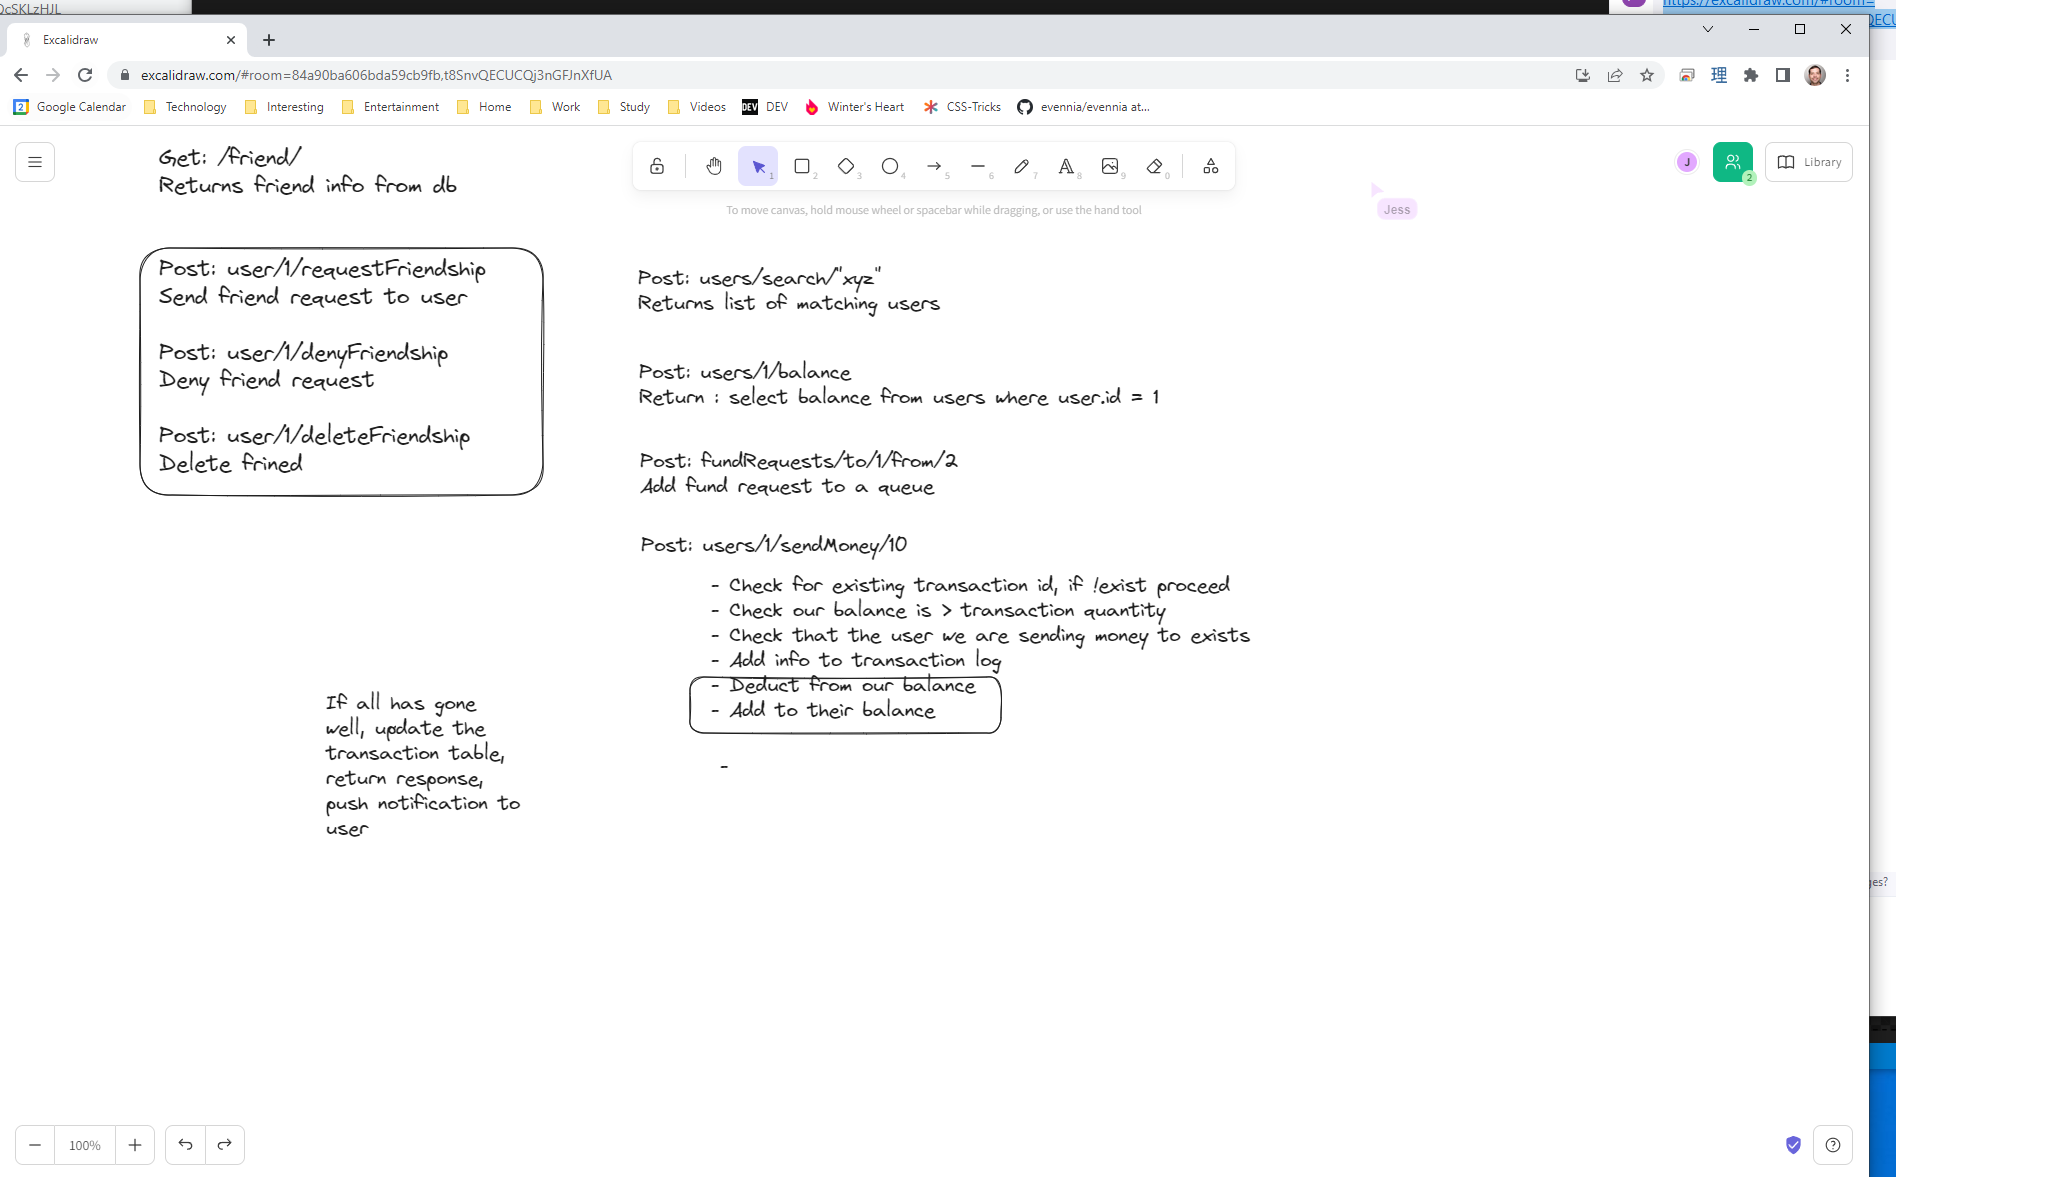 OcSKLzHJL
https://excalidraw.com/#room=
QECU
Excalidraw
excalidraw.com/#room=84a90ba606bda59cb9fb,t8SnvQECUCQj3nGFJnXfUA
理
2 Google Calendar Technology Interesting Entertainment Home Work Study Videos DEV DEV Winter's Heart CSS-Tricks evennia/evennia at...
1 2 3 4 5 6 7 8 9 0
To move canvas, hold mouse wheel or spacebar while dragging, or use the hand tool
J
2
Library
Jess
Get: /friend/
Returns friend info from db
Post: user/1/requestFriendship
Send friend request to user
Post: user/1/denyFriendship
Deny friend request
Post: user/1/deleteFriendship
Delete frined
If all has gone
well, update the
transaction table,
return response,
push notification to
user
Post: users/search/"xyz"
Returns list of matching users
Post: users/1/balance
Return : select balance from users where user.id = 1
Post: fundRequests/to/1/from/2
Add fund request to a queue
Post: users/1/sendMoney/10
- Check for existing transaction id, if !exist proceed
- Check our balance is > transaction quantity
- Check that the user we are sending money to exists
- Add info to transaction log
- Deduct from our balance
- Add to their balance
-
ges?
100%